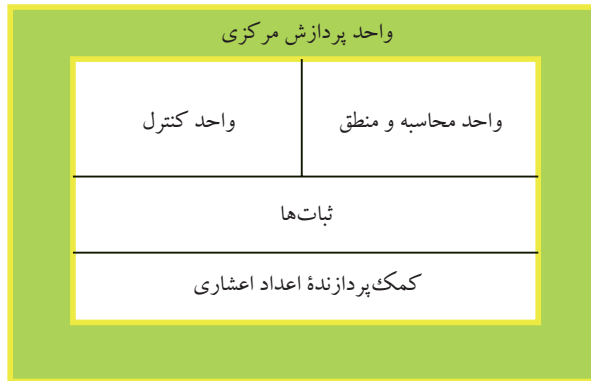 واحد پردازش مرکزی
واحد محاسبه و منطق
واحد کنترل
ثبات‌ها
کمک‌پردازندهٔ اعداد اعشاری